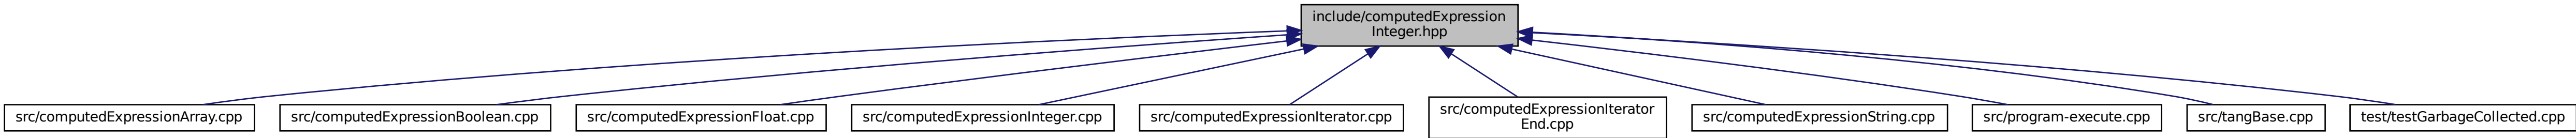 include/computedExpression
Integer.hpp
src/computedExpressionArray.cpp
src/computedExpressionBoolean.cpp
src/computedExpressionFloat.cpp
src/computedExpressionInteger.cpp
src/computedExpressionIterator.cpp
src/computedExpressionIterator
End.cpp
src/computedExpressionString.cpp
src/program-execute.cpp
src/tangBase.cpp
test/testGarbageCollected.cpp